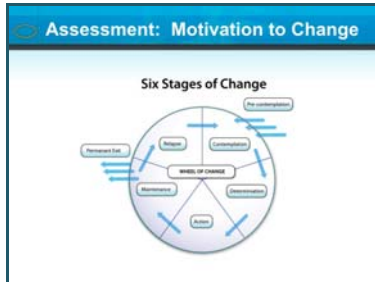 Assessment: Motivation to Change
Six Stages of Change
Pre-contemplation
Relapse
Contemplation
Permanant Exit
WHEEL OF CHANGE
Maintenance
Determination
Action